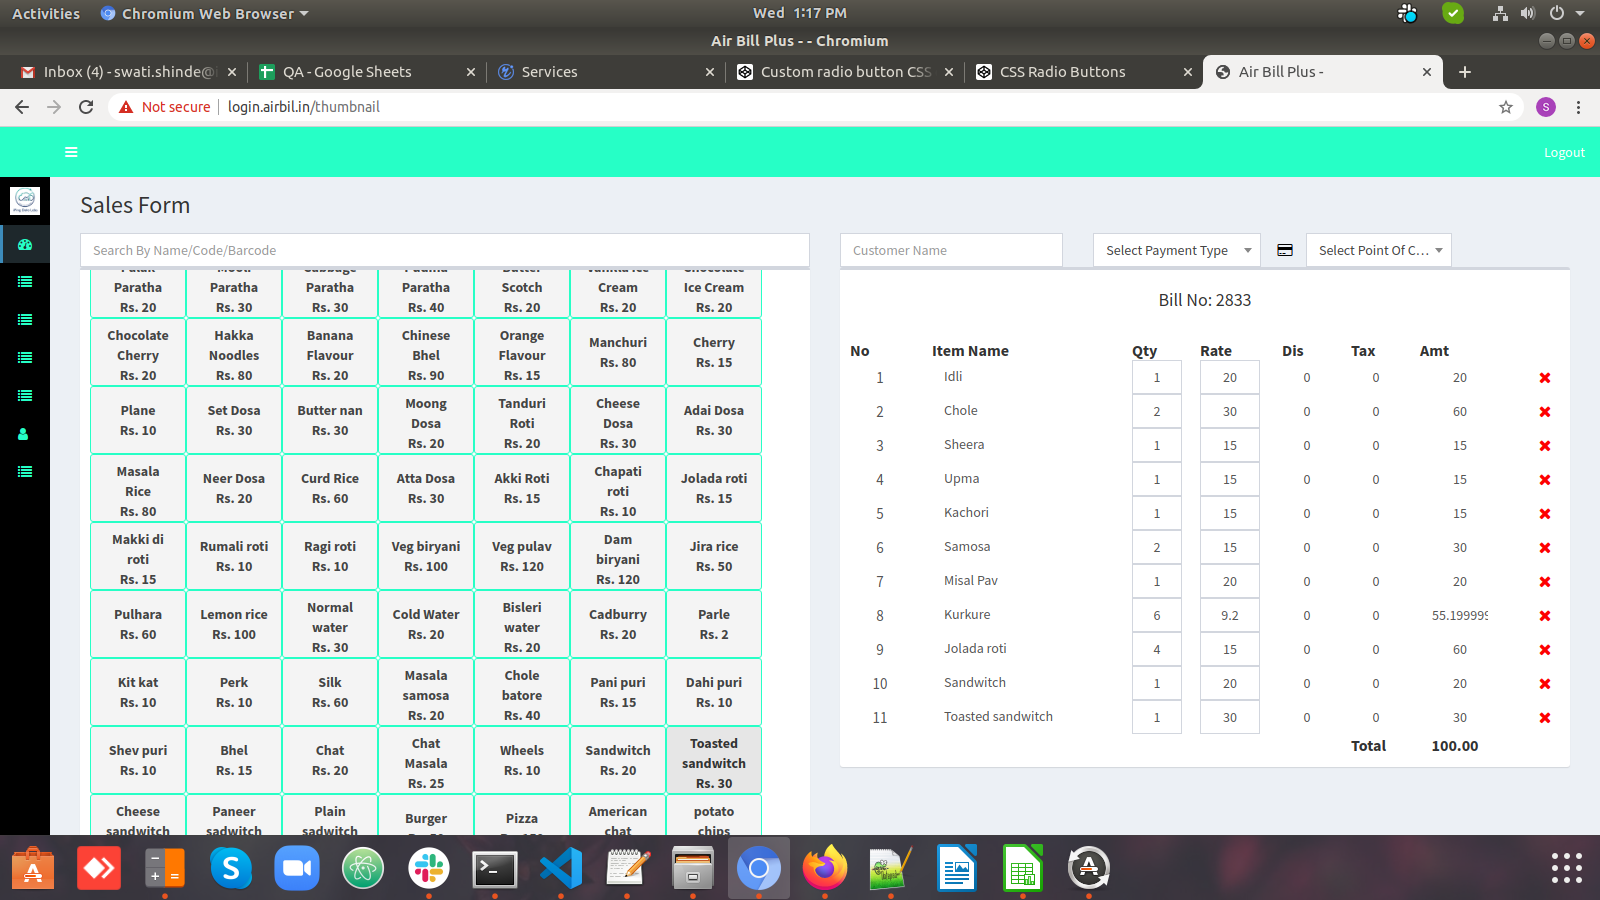 Activities
Chromium Web Browser
Wed 1:17 PM
Air Bill Plus - - Chromium
Inbox (4) - swati.shinde@
QA - Google Sheets
Services
Custom radio button CSS
CSS Radio Buttons
Air Bill Plus -
Not secure
login.airbil.in/thumbnail
S
Logout
Sales Form
Search By Name/Code/Barcode
Customer Name
Select Payment Type
Select Point Of C...
Palak Paratha Rs. 20
Mooli Paratha Rs. 30
Cabbage Paratha Rs. 30
Paratha Rs. 40
Butter Scotch Rs. 20
Vanilla Ice Cream Rs. 20
Chocolate Ice Cream Rs. 20
Chocolate Cherry Rs. 20
Hakka Noodles Rs. 80
Banana Flavour Rs. 20
Chinese Bhel Rs. 90
Orange Flavour Rs. 15
Manchuri Rs. 80
Cherry Rs. 15
Plane Rs. 10
Set Dosa Rs. 30
Butter nan Rs. 30
Moong Dosa Rs. 20
Tanduri Roti Rs. 20
Cheese Dosa Rs. 30
Adai Dosa Rs. 30
Masala Rice Rs. 80
Neer Dosa Rs. 20
Curd Rice Rs. 60
Atta Dosa Rs. 30
Akki Roti Rs. 15
Chapati roti Rs. 10
Jolada roti Rs. 15
Makki di roti Rs. 15
Rumali roti Rs. 10
Ragi roti Rs. 10
Veg biryani Rs. 100
Veg pulav Rs. 120
Dam biryani Rs. 120
Jira rice Rs. 50
Pulhara Rs. 60
Lemon rice Rs. 100
Normal water Rs. 30
Cold Water Rs. 20
Bisleri water Rs. 20
Cadburry Rs. 20
Parle Rs. 2
Kit kat Rs. 10
Perk Rs. 10
Silk Rs. 60
Masala samosa Rs. 20
Chole batore Rs. 40
Pani puri Rs. 15
Dahi puri Rs. 10
Shev puri Rs. 10
Bhel Rs. 15
Chat Rs. 20
Chat Masala Rs. 25
Wheels Rs. 10
Sandwitch Rs. 20
Toasted sandwitch Rs. 30
Cheese sandwitch
Paneer sadwitch
Plain sadwitch
Burger
Pizza
American chat
potato chips
Bill No: 2833
No Item Name Qty Rate Dis Tax Amt
1 Idli 1 20 0 0 20
2 Chole 2 30 0 0 60
3 Sheera 1 15 0 0 15
4 Upma 1 15 0 0 15
5 Kachori 1 15 0 0 15
6 Samosa 2 15 0 0 30
7 Misal Pav 1 20 0 0 20
8 Kurkure 6 9.2 0 0 55.199999
9 Jolada roti 4 15 0 0 60
10 Sandwitch 1 20 0 0 20
11 Toasted sandwitch 1 30 0 0 30
Total 100.00